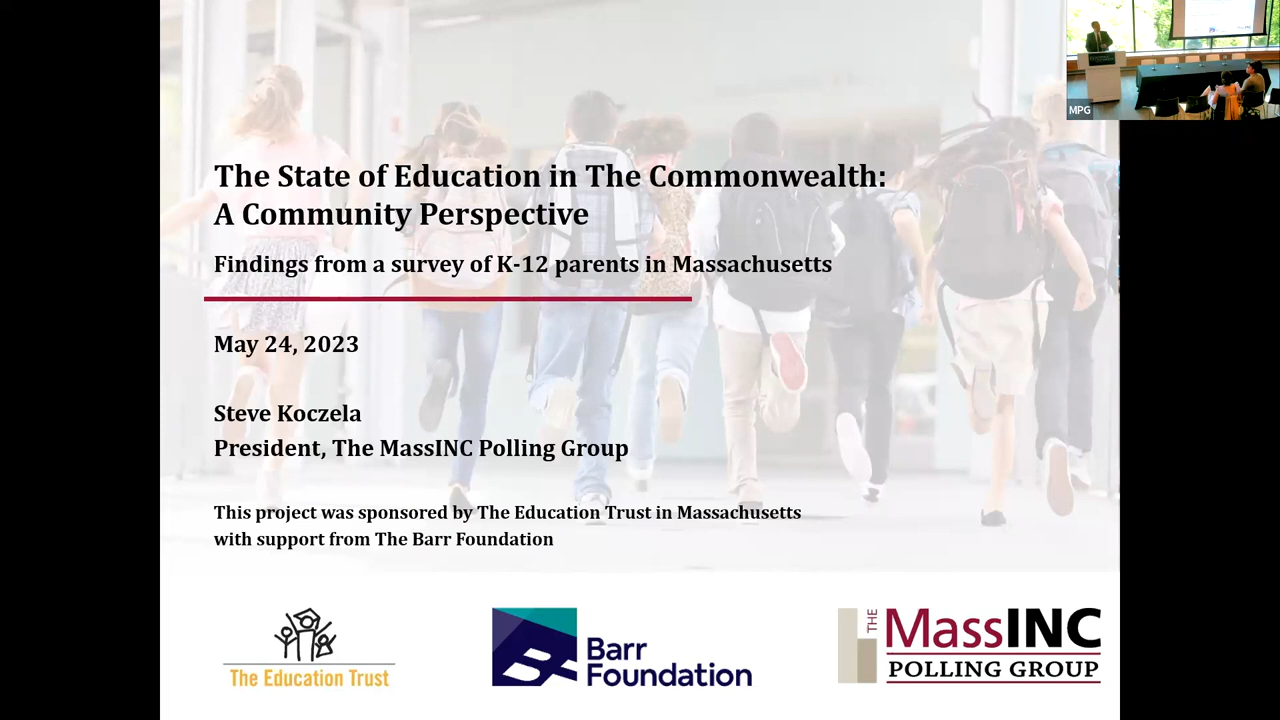 MPG
The State of Education in The Commonwealth:
A Community Perspective
Findings from a survey of K-12 parents in Massachusetts
May 24, 2023
Steve Koczela
President, The MassINC Polling Group
This project was sponsored by The Education Trust in Massachusetts
with support from The Barr Foundation
The Education Trust
Barr
Foundation
THE MassINC
POLLING GROUP